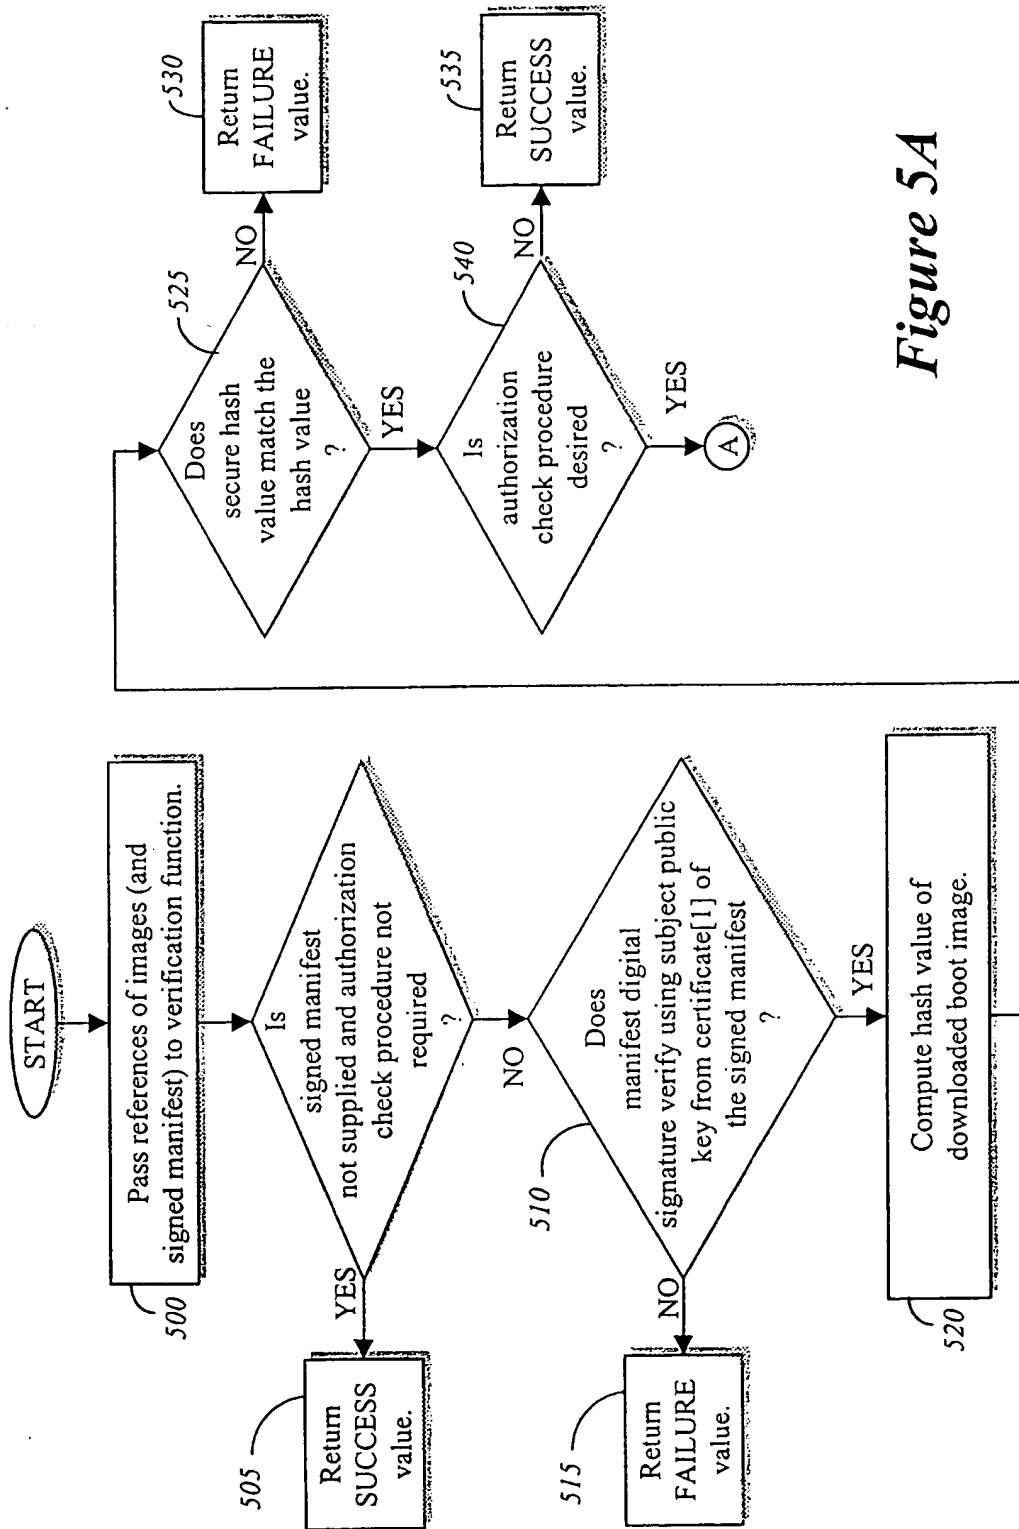 START
Pass references of images (and
signed manifest) to verification function.
500
Is
signed manifest
not supplied and authorization
check procedure not
required
?
YES
Return
SUCCESS
value.
505
NO
Does
manifest digital
signature verify using subject public
key from certificate[1] of
the signed manifest
?
510
NO
Return
FAILURE
value.
515
YES
Compute hash value of
downloaded boot image.
520
Does
secure hash
value match the
hash value
?
525
NO
Return
FAILURE
value.
530
YES
Is
authorization
check procedure
desired
?
540
NO
Return
SUCCESS
value.
535
YES
A
Figure 5A